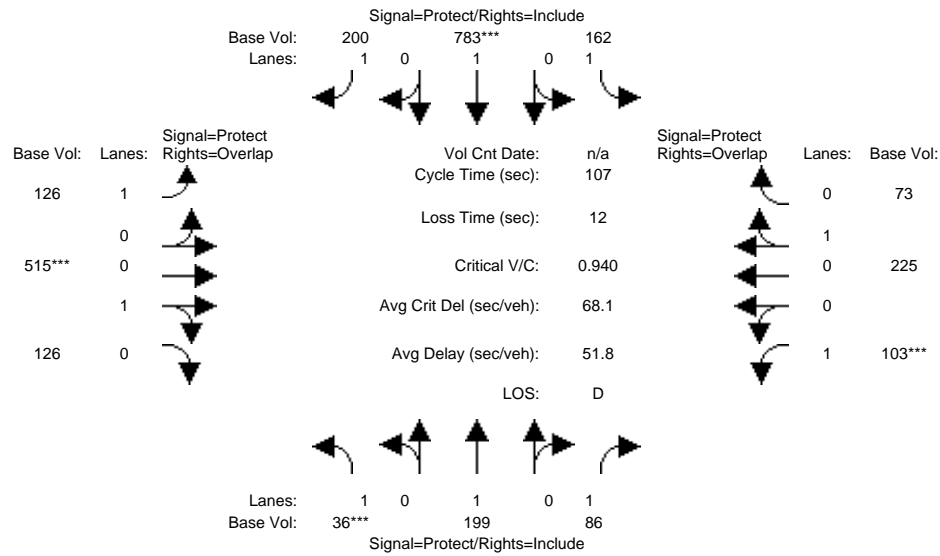 Signal=Protect/Rights=Include
Base Vol: 200 783*** 162
Lanes: 1 0 1 0 1
Signal=Protect Signal=Protect
Base Vol: Lanes: Rights=Overlap Vol Cnt Date: n/a Rights=Overlap Lanes: Base Vol:
Cycle Time (sec): 107
126 1 0 73
Loss Time (sec): 12
0 1
515*** 0 Critical V/C: 0.940 0 225
1 Avg Crit Del (sec/veh): 68.1 0
126 0 Avg Delay (sec/veh): 51.8 1 103***
LOS: D
Lanes: 1 0 1 0 1
Base Vol: 36*** 199 86
Signal=Protect/Rights=Include